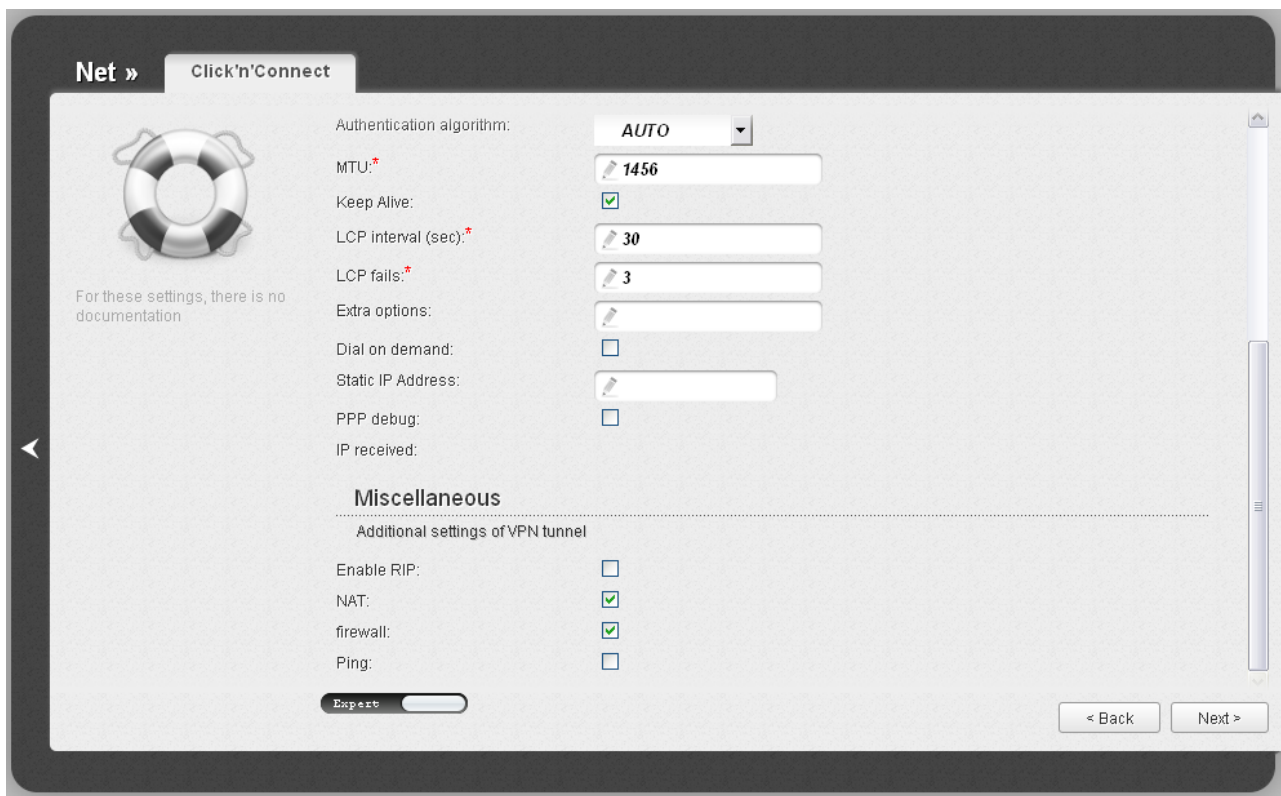 Net » Click'n'Connect
For these settings, there is no
documentation
Authentication algorithm: AUTO
MTU:* 1456
Keep Alive:
LCP interval (sec):* 30
LCP fails:* 3
Extra options:
Dial on demand:
Static IP Address:
PPP debug:
IP received:
Miscellaneous
Additional settings of VPN tunnel
Enable RIP:
NAT:
firewall:
Ping:
Expert
< Back Next >